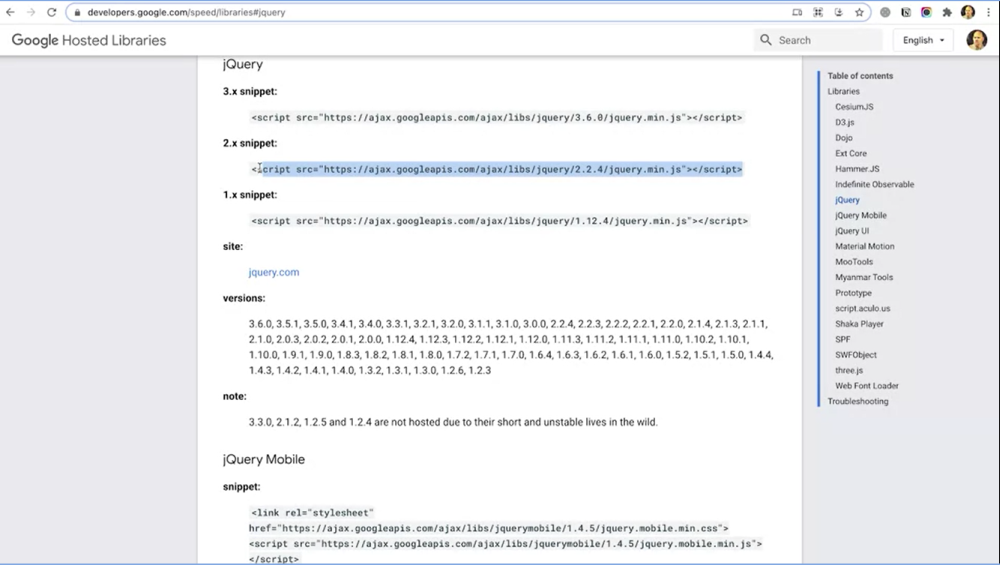 developers.google.com/speed/libraries#jquery
Google Hosted Libraries
Search
English
jQuery
3.x snippet:
<script src="https://ajax.googleapis.com/ajax/libs/jquery/3.6.0/jquery.min.js"></script>
2.x snippet:
<script src="https://ajax.googleapis.com/ajax/libs/jquery/2.2.4/jquery.min.js"></script>
1.x snippet:
<script src="https://ajax.googleapis.com/ajax/libs/jquery/1.12.4/jquery.min.js"></script>
site:
jquery.com
versions:
3.6.0, 3.5.1, 3.5.0, 3.4.1, 3.4.0, 3.3.1, 3.2.1, 3.2.0, 3.1.1, 3.1.0, 3.0.0, 2.2.4, 2.2.3, 2.2.2, 2.2.1, 2.2.0, 2.1.4, 2.1.3, 2.1.1,
2.1.0, 2.0.3, 2.0.2, 2.0.1, 2.0.0, 1.12.4, 1.12.3, 1.12.2, 1.12.1, 1.12.0, 1.11.3, 1.11.2, 1.11.1, 1.11.0, 1.10.2, 1.10.1,
1.10.0, 1.9.1, 1.9.0, 1.8.3, 1.8.2, 1.8.1, 1.8.0, 1.7.2, 1.7.1, 1.7.0, 1.6.4, 1.6.3, 1.6.2, 1.6.1, 1.6.0, 1.5.2, 1.5.1, 1.5.0, 1.4.4,
1.4.3, 1.4.2, 1.4.1, 1.4.0, 1.3.2, 1.3.1, 1.3.0, 1.2.6, 1.2.3
note:
3.3.0, 2.1.2, 1.2.5 and 1.2.4 are not hosted due to their short and unstable lives in the wild.
jQuery Mobile
snippet:
<link rel="stylesheet"
href="https://ajax.googleapis.com/ajax/libs/jquerymobile/1.4.5/jquery.mobile.min.css">
<script src="https://ajax.googleapis.com/ajax/libs/jquerymobile/1.4.5/jquery.mobile.min.js">
</script>
Table of contents
Libraries
CesiumJS
D3.js
Dojo
Ext Core
Hammer.JS
Indefinite Observable
jQuery
jQuery Mobile
jQuery UI
Material Motion
MooTools
Myanmar Tools
Prototype
script.aculo.us
Shaka Player
SPF
SWFObject
three.js
Web Font Loader
Troubleshooting